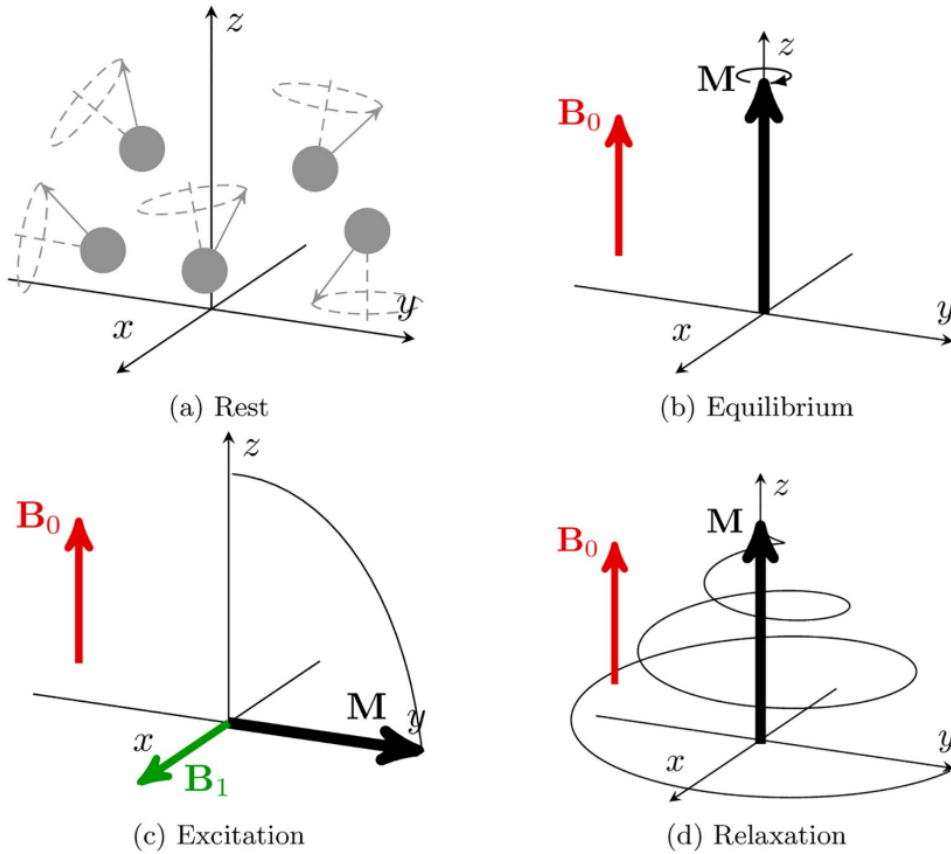 z
y
x
(a) Rest
z
M
B₀
y
x
(b) Equilibrium
z
B₀
M
y
x
B₁
(c) Excitation
z
M
B₀
y
x
(d) Relaxation